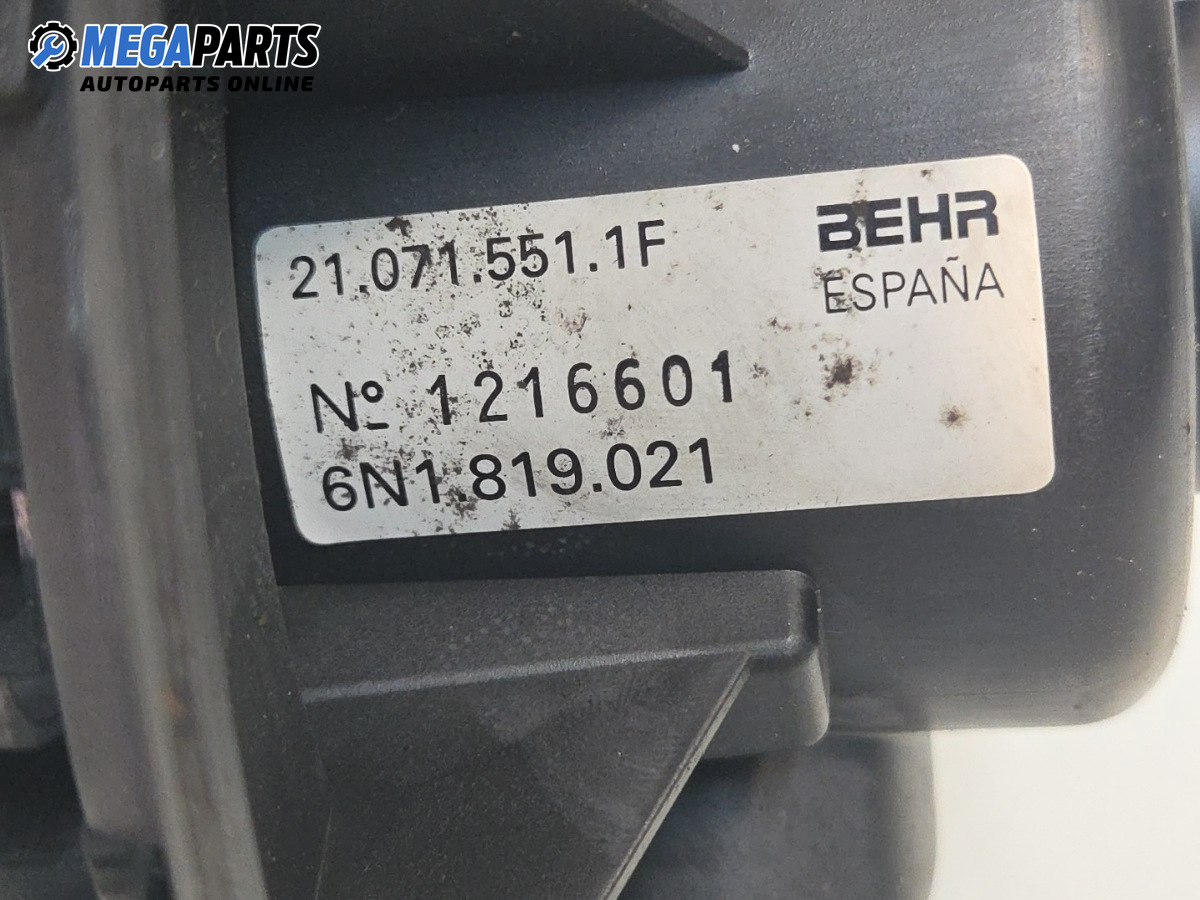 MEGAPARTS
AUTOPARTS ONLINE
21.071.551.1F
BEHR
ESPAÑA
Nº 1216601
6N1.819.021